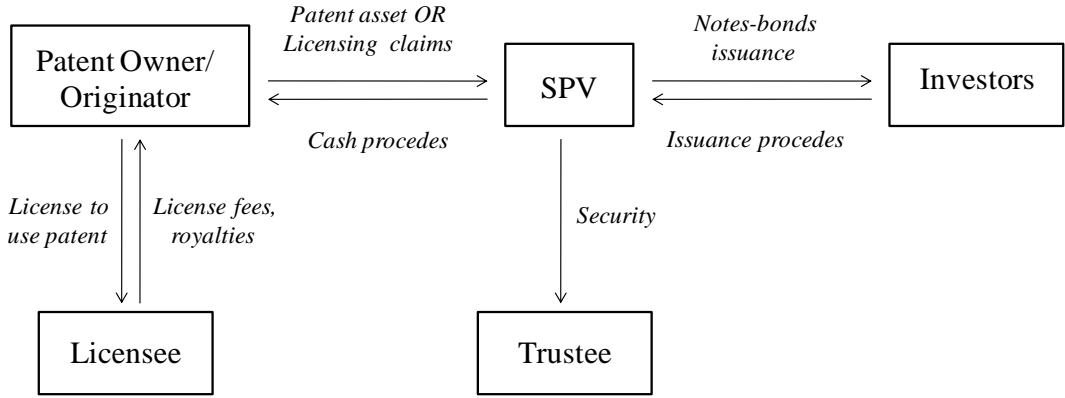 Patent asset OR
Licensing claims
Notes-bonds
issuance
Patent Owner/
Originator
SPV
Investors
Cash procedes
Issuance procedes
License to
use patent
License fees,
royalties
Security
Licensee
Trustee